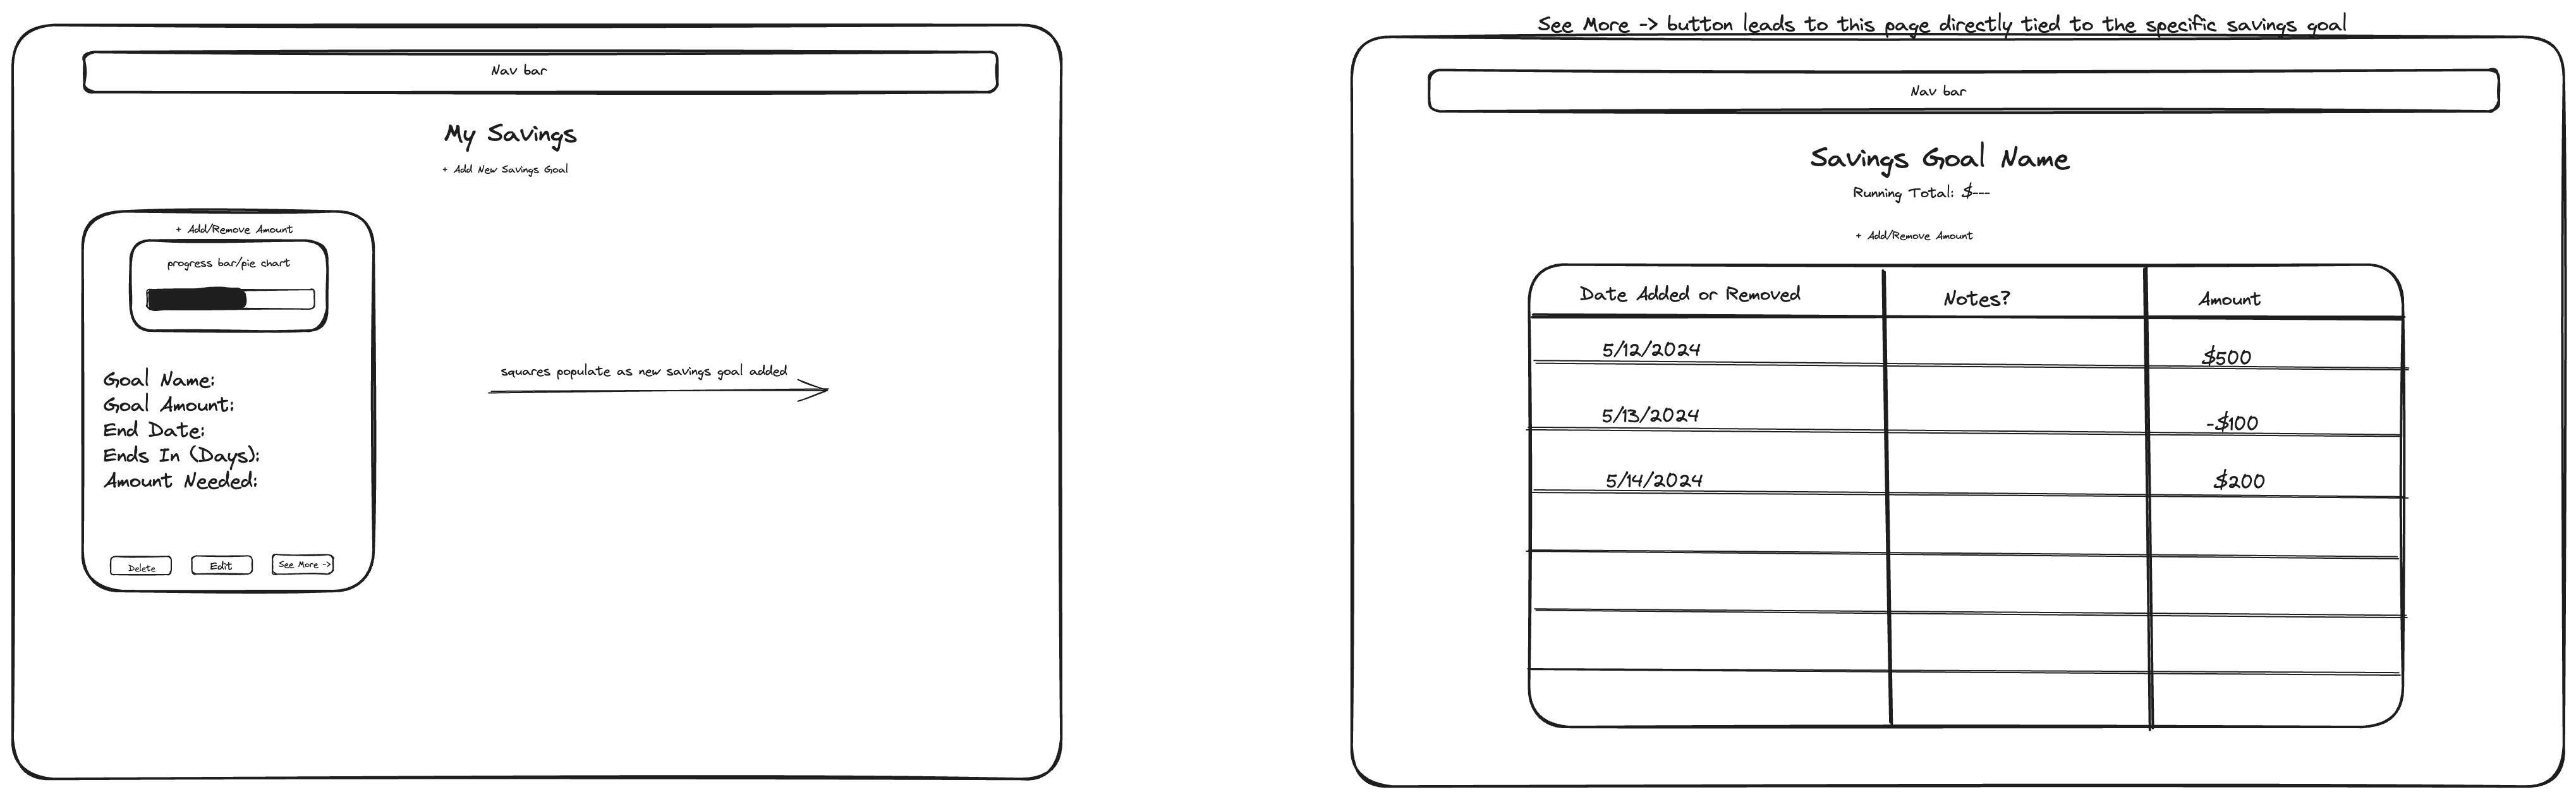 Nav bar
My Savings
+ Add New Savings Goal
+ Add/Remove Amount
progress bar/pie chart
Goal Name:
Goal Amount:
End Date:
Ends In (Days):
Amount Needed:
Delete
Edit
See More ->
squares populate as new savings goal added
See More -> button leads to this page directly tied to the specific savings goal
Nav bar
Savings Goal Name
Running Total: $---
+ Add/Remove Amount
Date Added or Removed
Notes?
Amount
5/12/2024
$500
5/13/2024
-$100
5/14/2024
$200